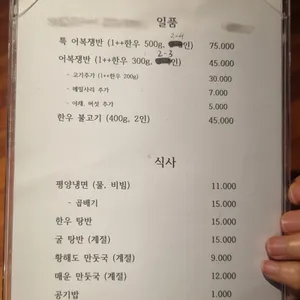 일품
특 어복쟁반 (1++한우 500g, 2-4인) 75.000
어복쟁반 (1++한우 300g, 2-3인) 45.000
- 고기추가 (1++한우 200g) 30.000
- 메밀사리 추가 7.000
- 야채, 버섯 추가 5.000
한우 불고기 (400g, 2인) 45.000
식사
평양냉면 (물, 비빔) 11.000
- 곱배기 15.000
한우 탕반 15.000
굴 탕반 (계절) 15.000
황해도 만둣국 (계절) 9.000
매운 만둣국 (계절) 12.000
공기밥 1.000